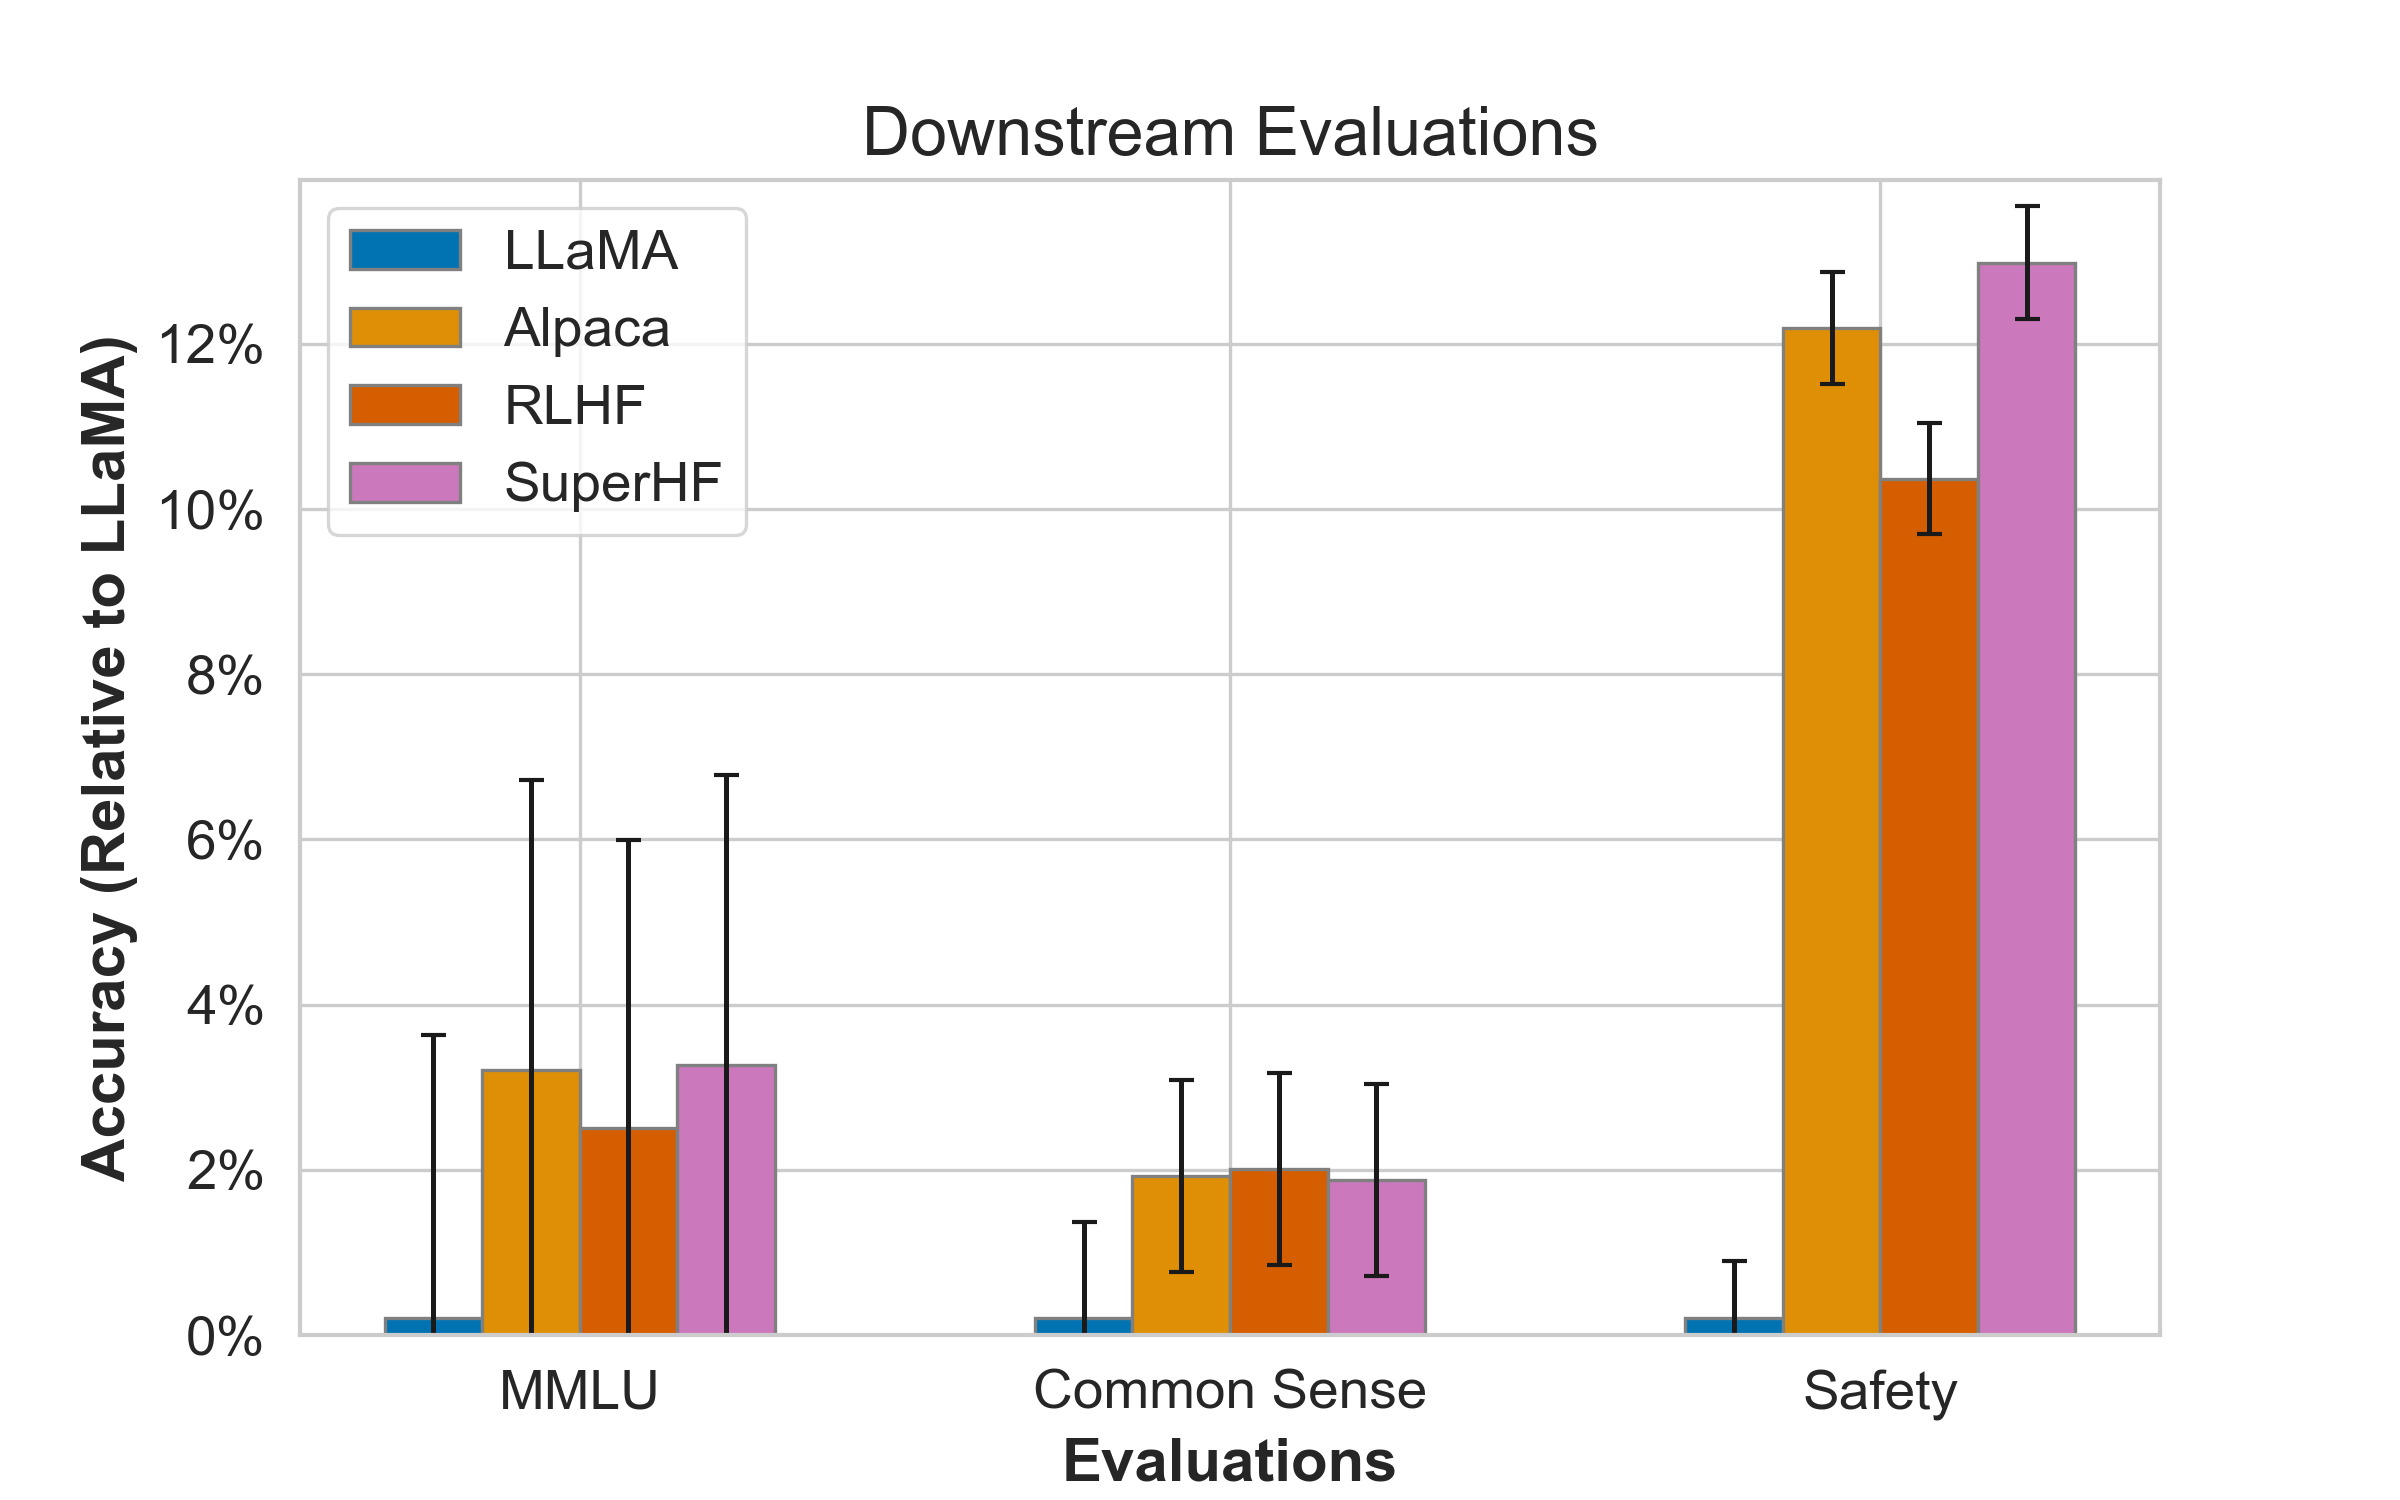 Downstream Evaluations
LLaMA
Alpaca
RLHF
SuperHF
Accuracy (Relative to LLaMA)
12%
10%
8%
6%
4%
2%
0%
MMLU
Common Sense
Safety
Evaluations